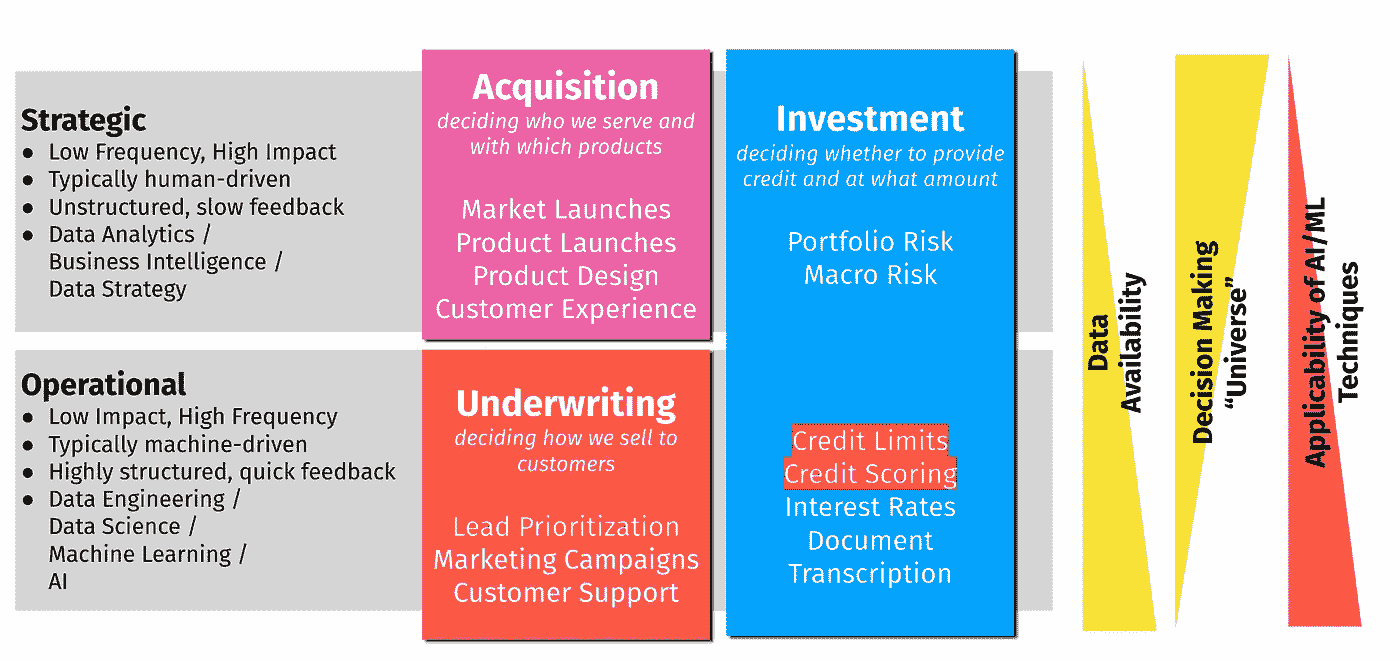 Strategic
● Low Frequency, High Impact
● Typically human-driven
● Unstructured, slow feedback
● Data Analytics /
Business Intelligence /
Data Strategy
Acquisition
deciding who we serve and
with which products
Market Launches
Product Launches
Product Design
Customer Experience
Investment
deciding whether to provide
credit and at what amount
Portfolio Risk
Macro Risk
Credit Limits
Credit Scoring
Interest Rates
Document
Transcription
Operational
● Low Impact, High Frequency
● Typically machine-driven
● Highly structured, quick feedback
● Data Engineering /
Data Science /
Machine Learning /
AI
Underwriting
deciding how we sell to
customers
Lead Prioritization
Marketing Campaigns
Customer Support
Data
Availability
Decision Making
“Universe”
Applicability of AI/ML
Techniques